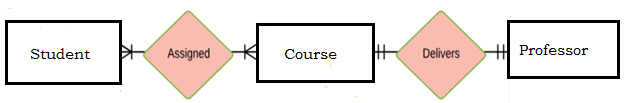 Student
Assigned
Course
Delivers
Professor